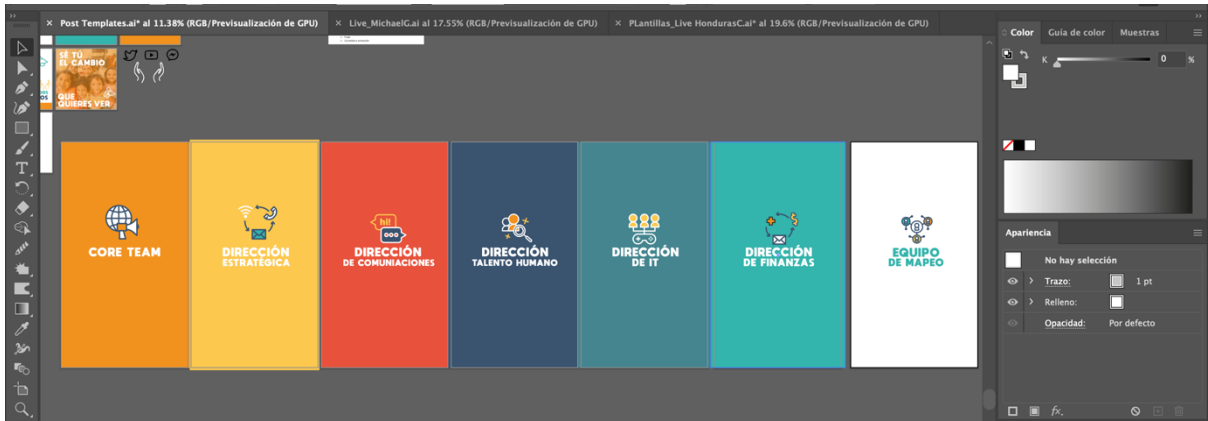 Post Templates.ai* al 11.38% (RGB/Previsualización de GPU)
Live_MichaelG.ai al 17.55% (RGB/Previsualización de GPU)
PLantillas_Live HondurasC.ai* al 19.6% (RGB/Previsualización de GPU)
SÉ TÚ
EL CAMBIO
QUE
QUIERES VER
CORE TEAM
DIRECCIÓN
ESTRATÉGICA
hi!
DIRECCIÓN
DE COMUNIACIONES
DIRECCIÓN
TALENTO HUMANO
DIRECCIÓN
DE IT
DIRECCIÓN
DE FINANZAS
EQUIPO
DE MAPEO
Color
Guía de color
Muestras
K
0
%
Apariencia
No hay selección
Trazo:
1 pt
Relleno:
Opacidad:
Por defecto
fx.